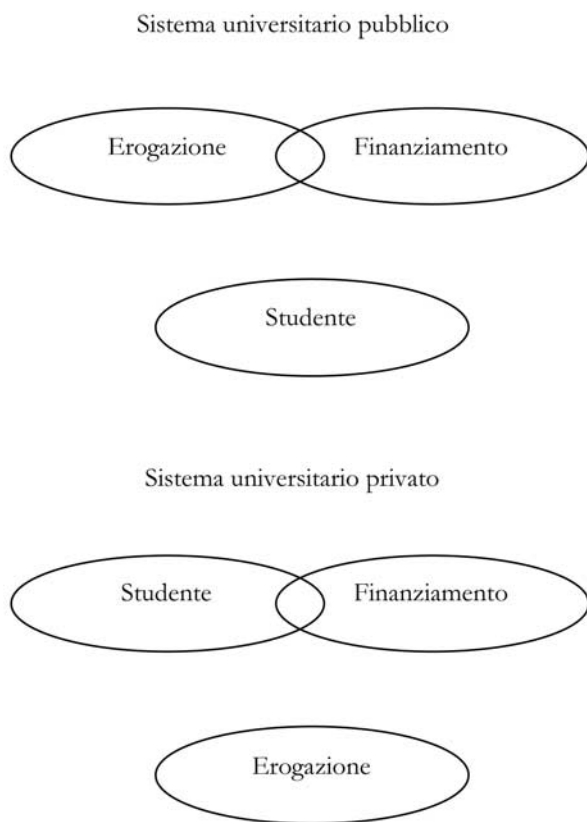 Sistema universitario pubblico
Erogazione Finanziamento
Studente
Sistema universitario privato
Studente Finanziamento
Erogazione